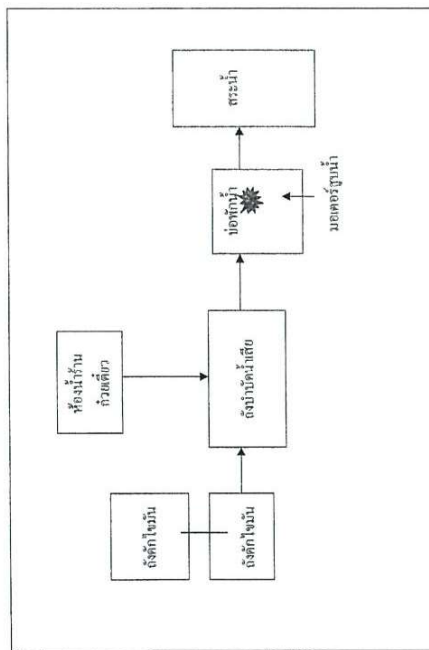 ถังดักไขมัน
ถังดักไขมัน
ห้องน้ำร้าน
ก๋วยเตี๋ยว
ถังบำบัดน้ำเสีย
บ่อพักน้ำ
มอเตอร์สูบน้ำ
สระน้ำ